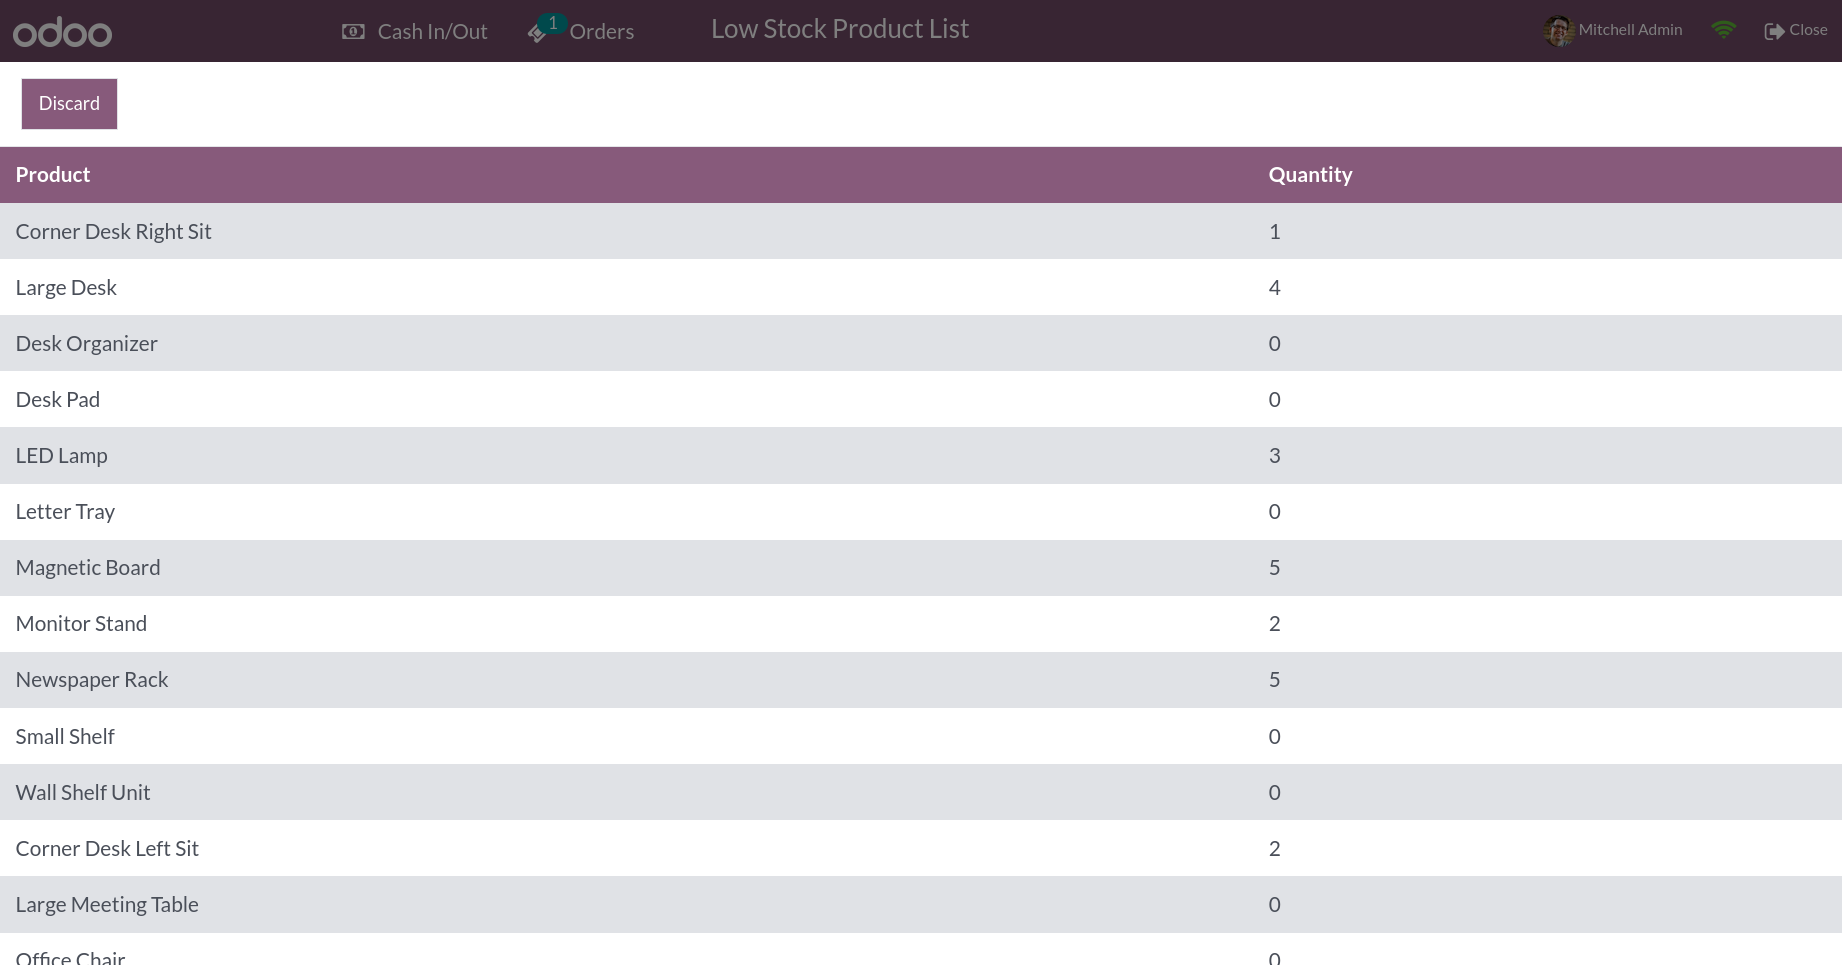 odoo Cash In/Out 1 Orders Low Stock Product List Mitchell Admin Close
Discard
Product Quantity
Corner Desk Right Sit 1
Large Desk 4
Desk Organizer 0
Desk Pad 0
LED Lamp 3
Letter Tray 0
Magnetic Board 5
Monitor Stand 2
Newspaper Rack 5
Small Shelf 0
Wall Shelf Unit 0
Corner Desk Left Sit 2
Large Meeting Table 0
Office Chair 0